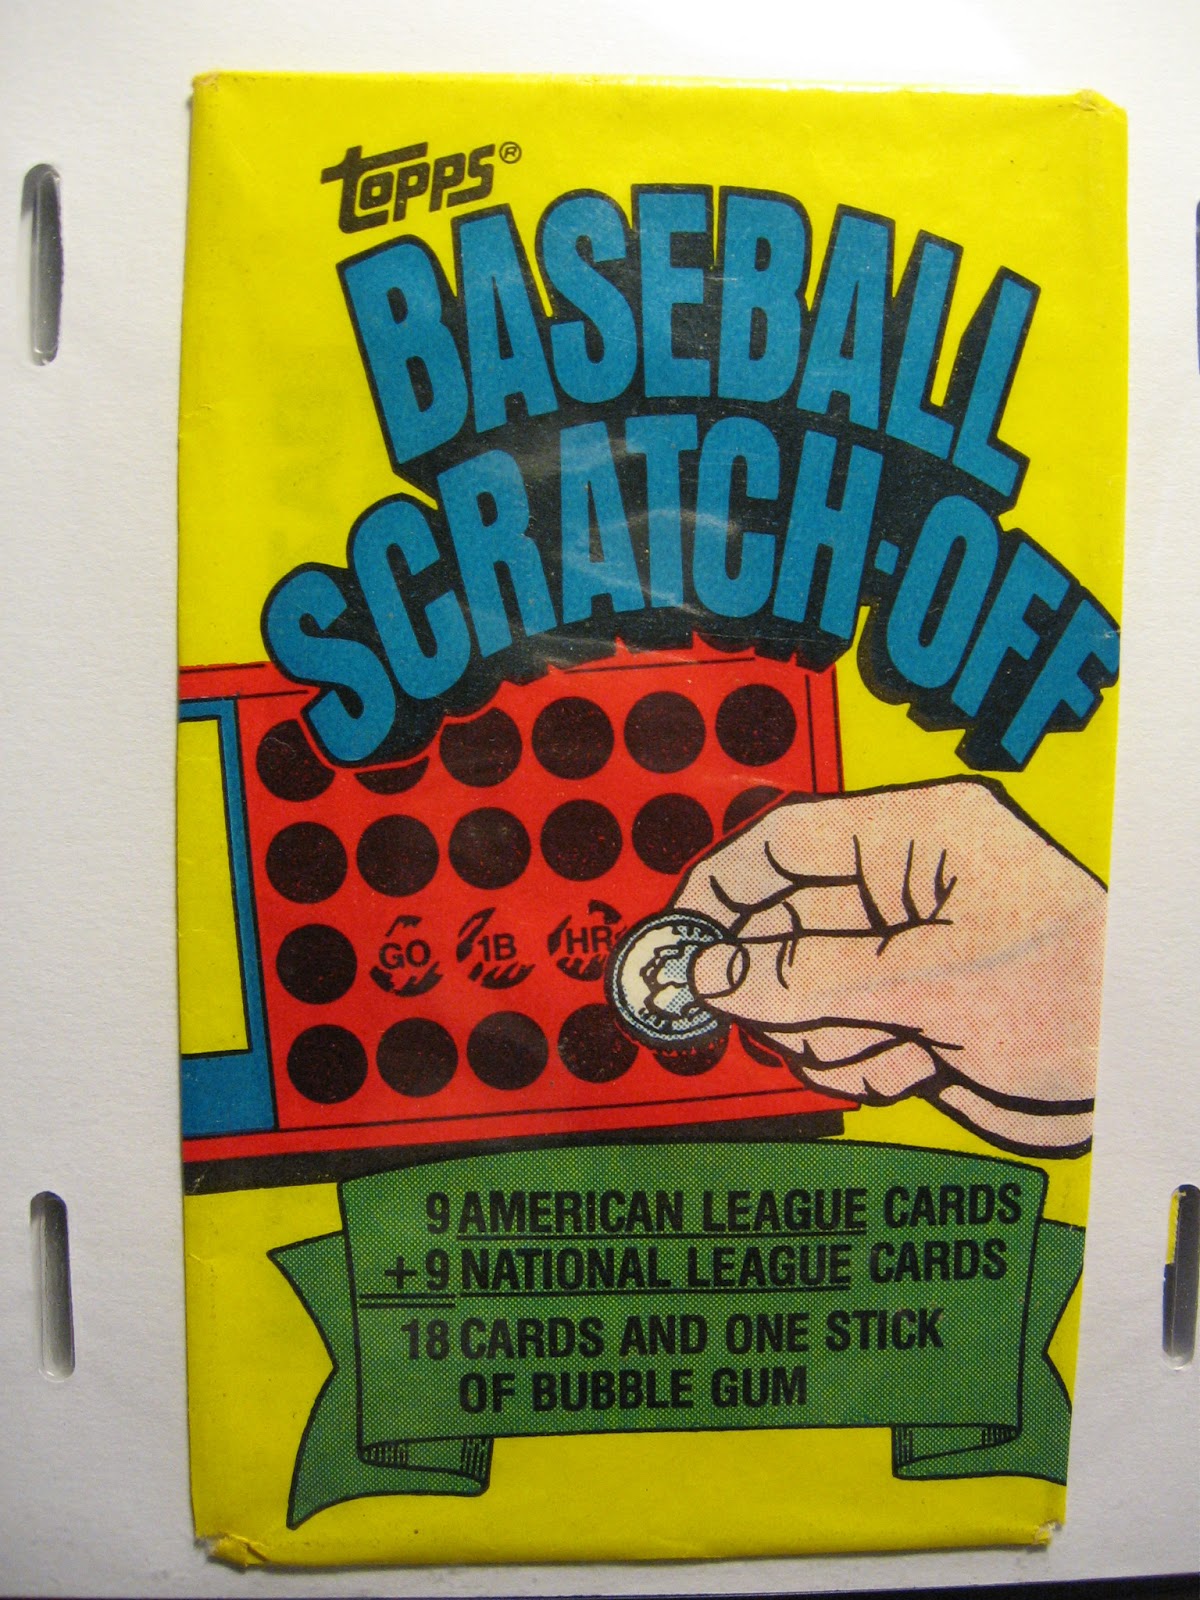 Topps®
BASEBALL
SCRATCH-OFF
GO 1B HR
9 AMERICAN LEAGUE CARDS
+9 NATIONAL LEAGUE CARDS
18 CARDS AND ONE STICK
OF BUBBLE GUM